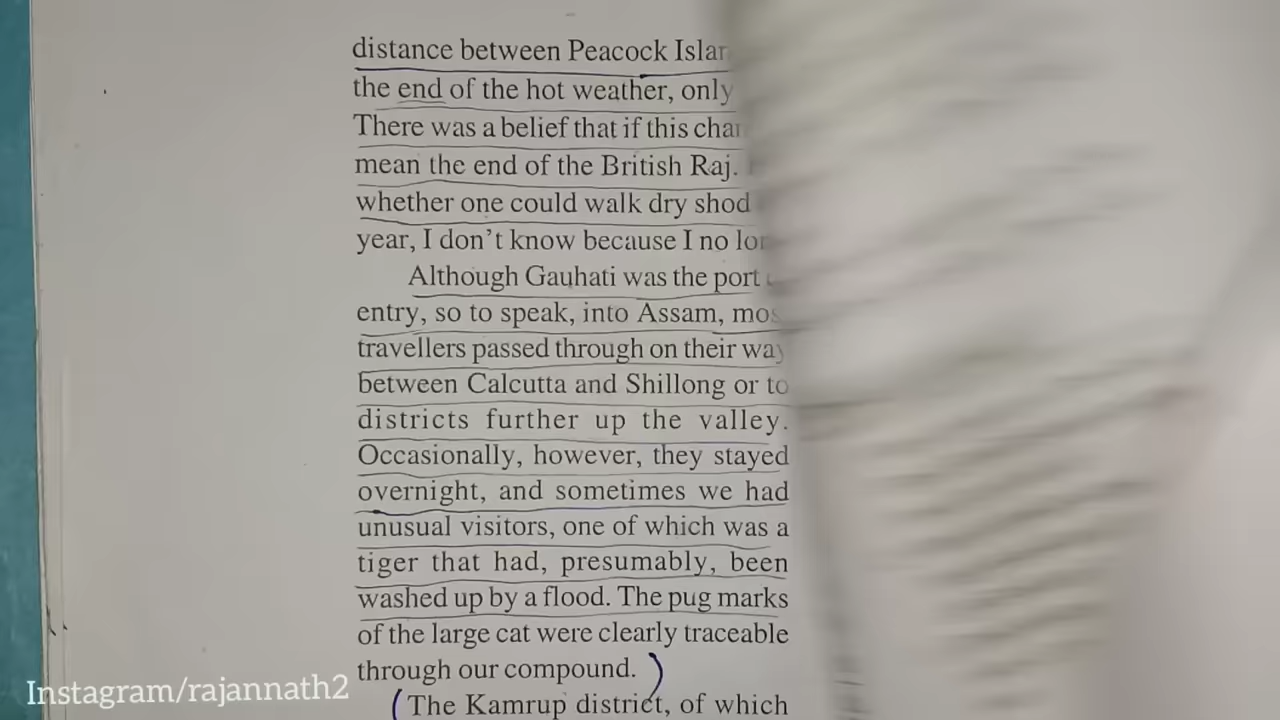 distance between Peacock
the end of the hot weather, only
There was a belief that if this
mean the end of the British Raj.
whether one could walk dry shod
year, I don't know because I no
Although Gauhati was the port
entry, so to speak, into Assam,
travellers passed through on their way
between Calcutta and Shillong or to
districts further up the valley.
Occasionally, however, they stayed
overnight, and sometimes we had
unusual visitors, one of which was a
tiger that had, presumably, been
washed up by a flood. The pug marks
of the large cat were clearly traceable
through our compound. )
( The Kamrup district, of which
Instagram/rajannath2